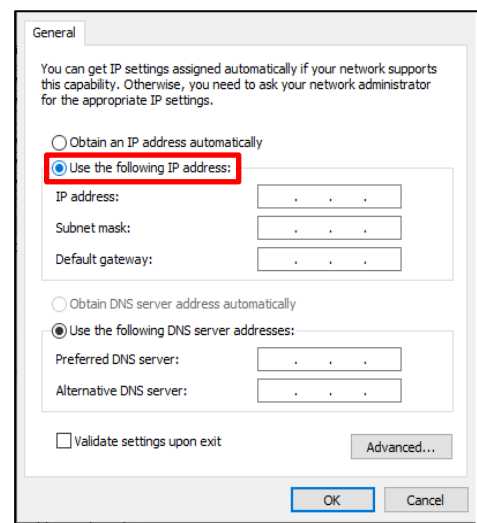 General
You can get IP settings assigned automatically if your network supports
this capability. Otherwise, you need to ask your network administrator
for the appropriate IP settings.
Obtain an IP address automatically
Use the following IP address:
IP address: . . .
Subnet mask: . . .
Default gateway: . . .
Obtain DNS server address automatically
Use the following DNS server addresses:
Preferred DNS server: . . .
Alternative DNS server: . . .
Validate settings upon exit
Advanced...
OK Cancel